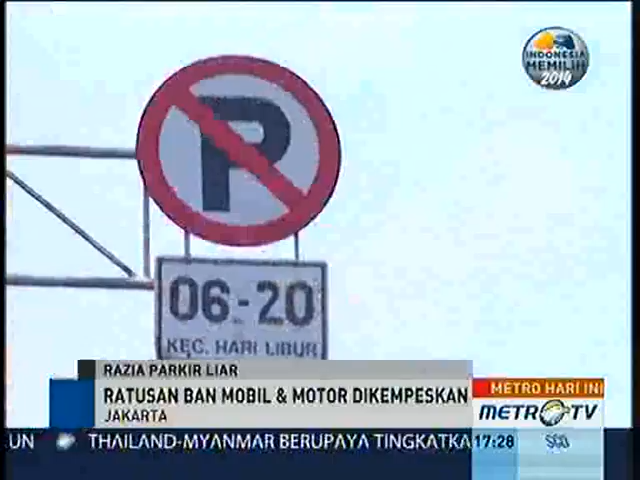 INDONESIA
MEMILIH
2014
P
06-20
KEC. HARI LIBUR
RAZIA PARKIR LIAR
RATUSAN BAN MOBIL & MOTOR DIKEMPESKAN
JAKARTA
METRO HARI INI
METRO TV
UN THAILAND-MYANMAR BERUPAYA TINGKATKA
17:28